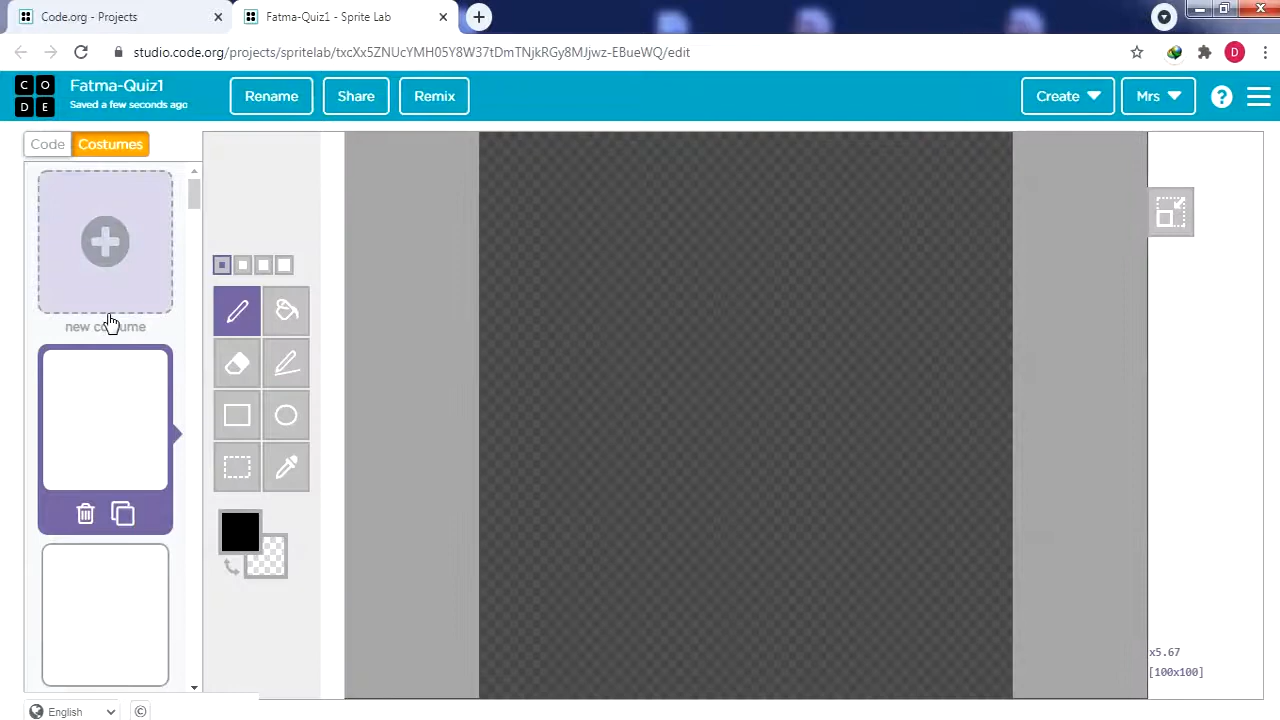 Code.org - Projects
Fatma-Quiz1 - Sprite Lab
studio.code.org/projects/spritelab/txcXx5ZNUcYMH05Y8W37tDmTNjkRGy8MJjwz-EBueWQ/edit
D
C O
D E
Fatma-Quiz1
Saved a few seconds ago
Rename
Share
Remix
Create
Mrs
?
Code
Costumes
new costume
x5.67
[100x100]
English
©